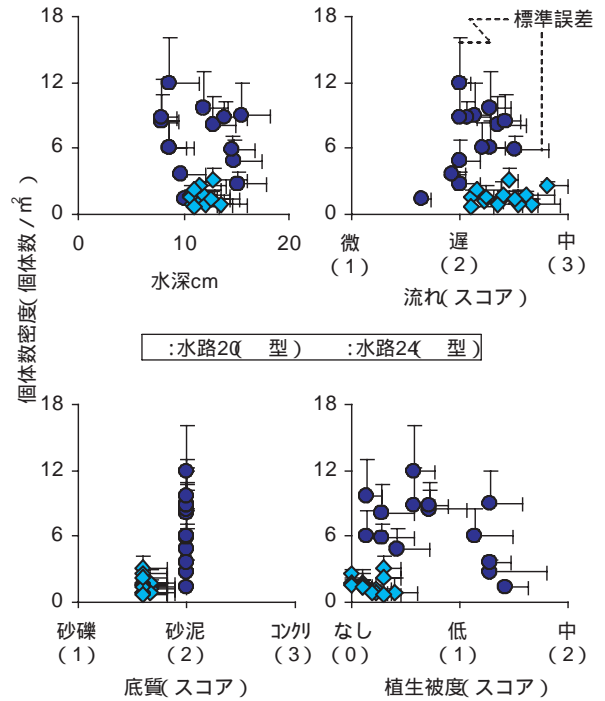 18
12
6
0
0
10
20
水深cm
標準誤差
18
12
6
0
微
(1)
遅
(2)
中
(3)
流れ(スコア)
個体数密度(個体数/㎡)
:水路20( 型) :水路24( 型)
18
12
6
0
砂礫
(1)
砂泥
(2)
コンクリ
(3)
底質(スコア)
18
12
6
0
なし
(0)
低
(1)
中
(2)
植生被度(スコア)